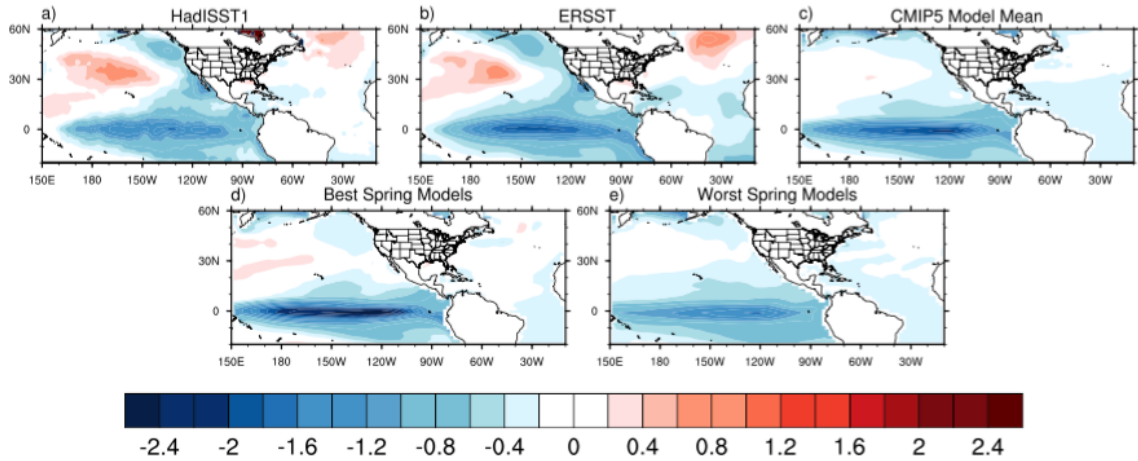 a) HadISST1
b) ERSST
c) CMIP5 Model Mean
60N 60N 60N
30N 30N 30N
0 0 0
150E 180 150W 120W 90W 60W 30W 150E 180 150W 120W 90W 60W 30W 150E 180 150W 120W 90W 60W 30W
d) Best Spring Models
e) Worst Spring Models
60N 60N
30N 30N
0 0
150E 180 150W 120W 90W 60W 30W 150E 180 150W 120W 90W 60W 30W
-2.4 -2 -1.6 -1.2 -0.8 -0.4 0 0.4 0.8 1.2 1.6 2 2.4